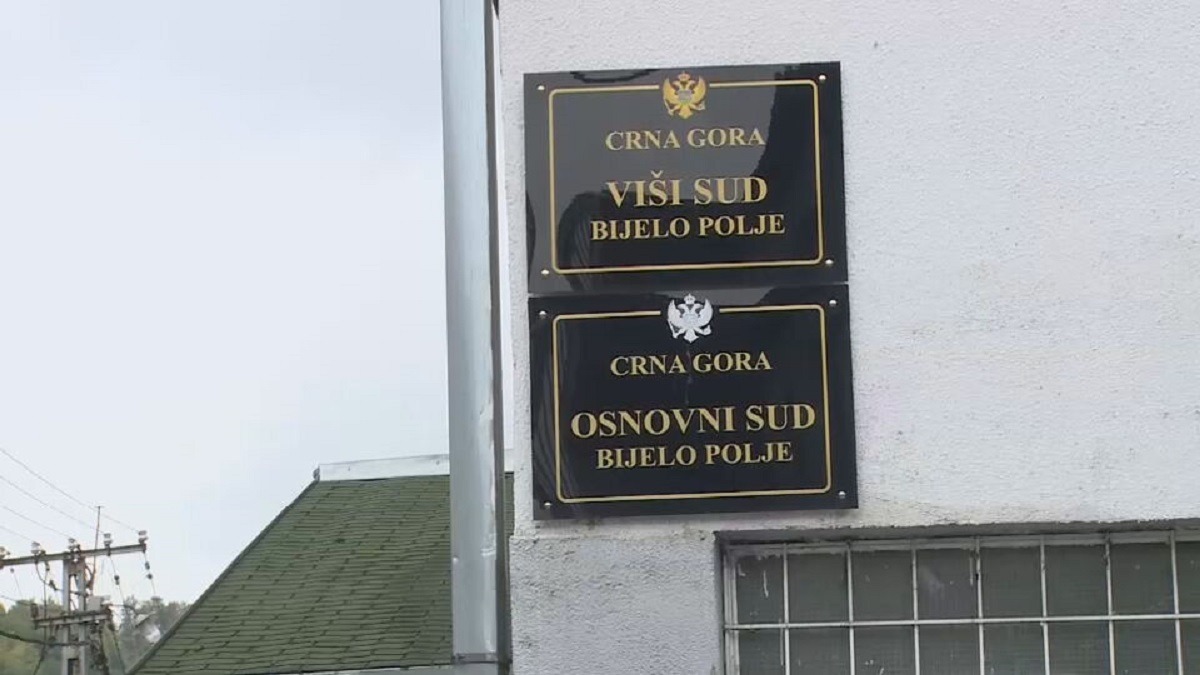 CRNA GORA
VIŠI SUD
BIJELO POLJE
CRNA GORA
OSNOVNI SUD
BIJELO POLJE